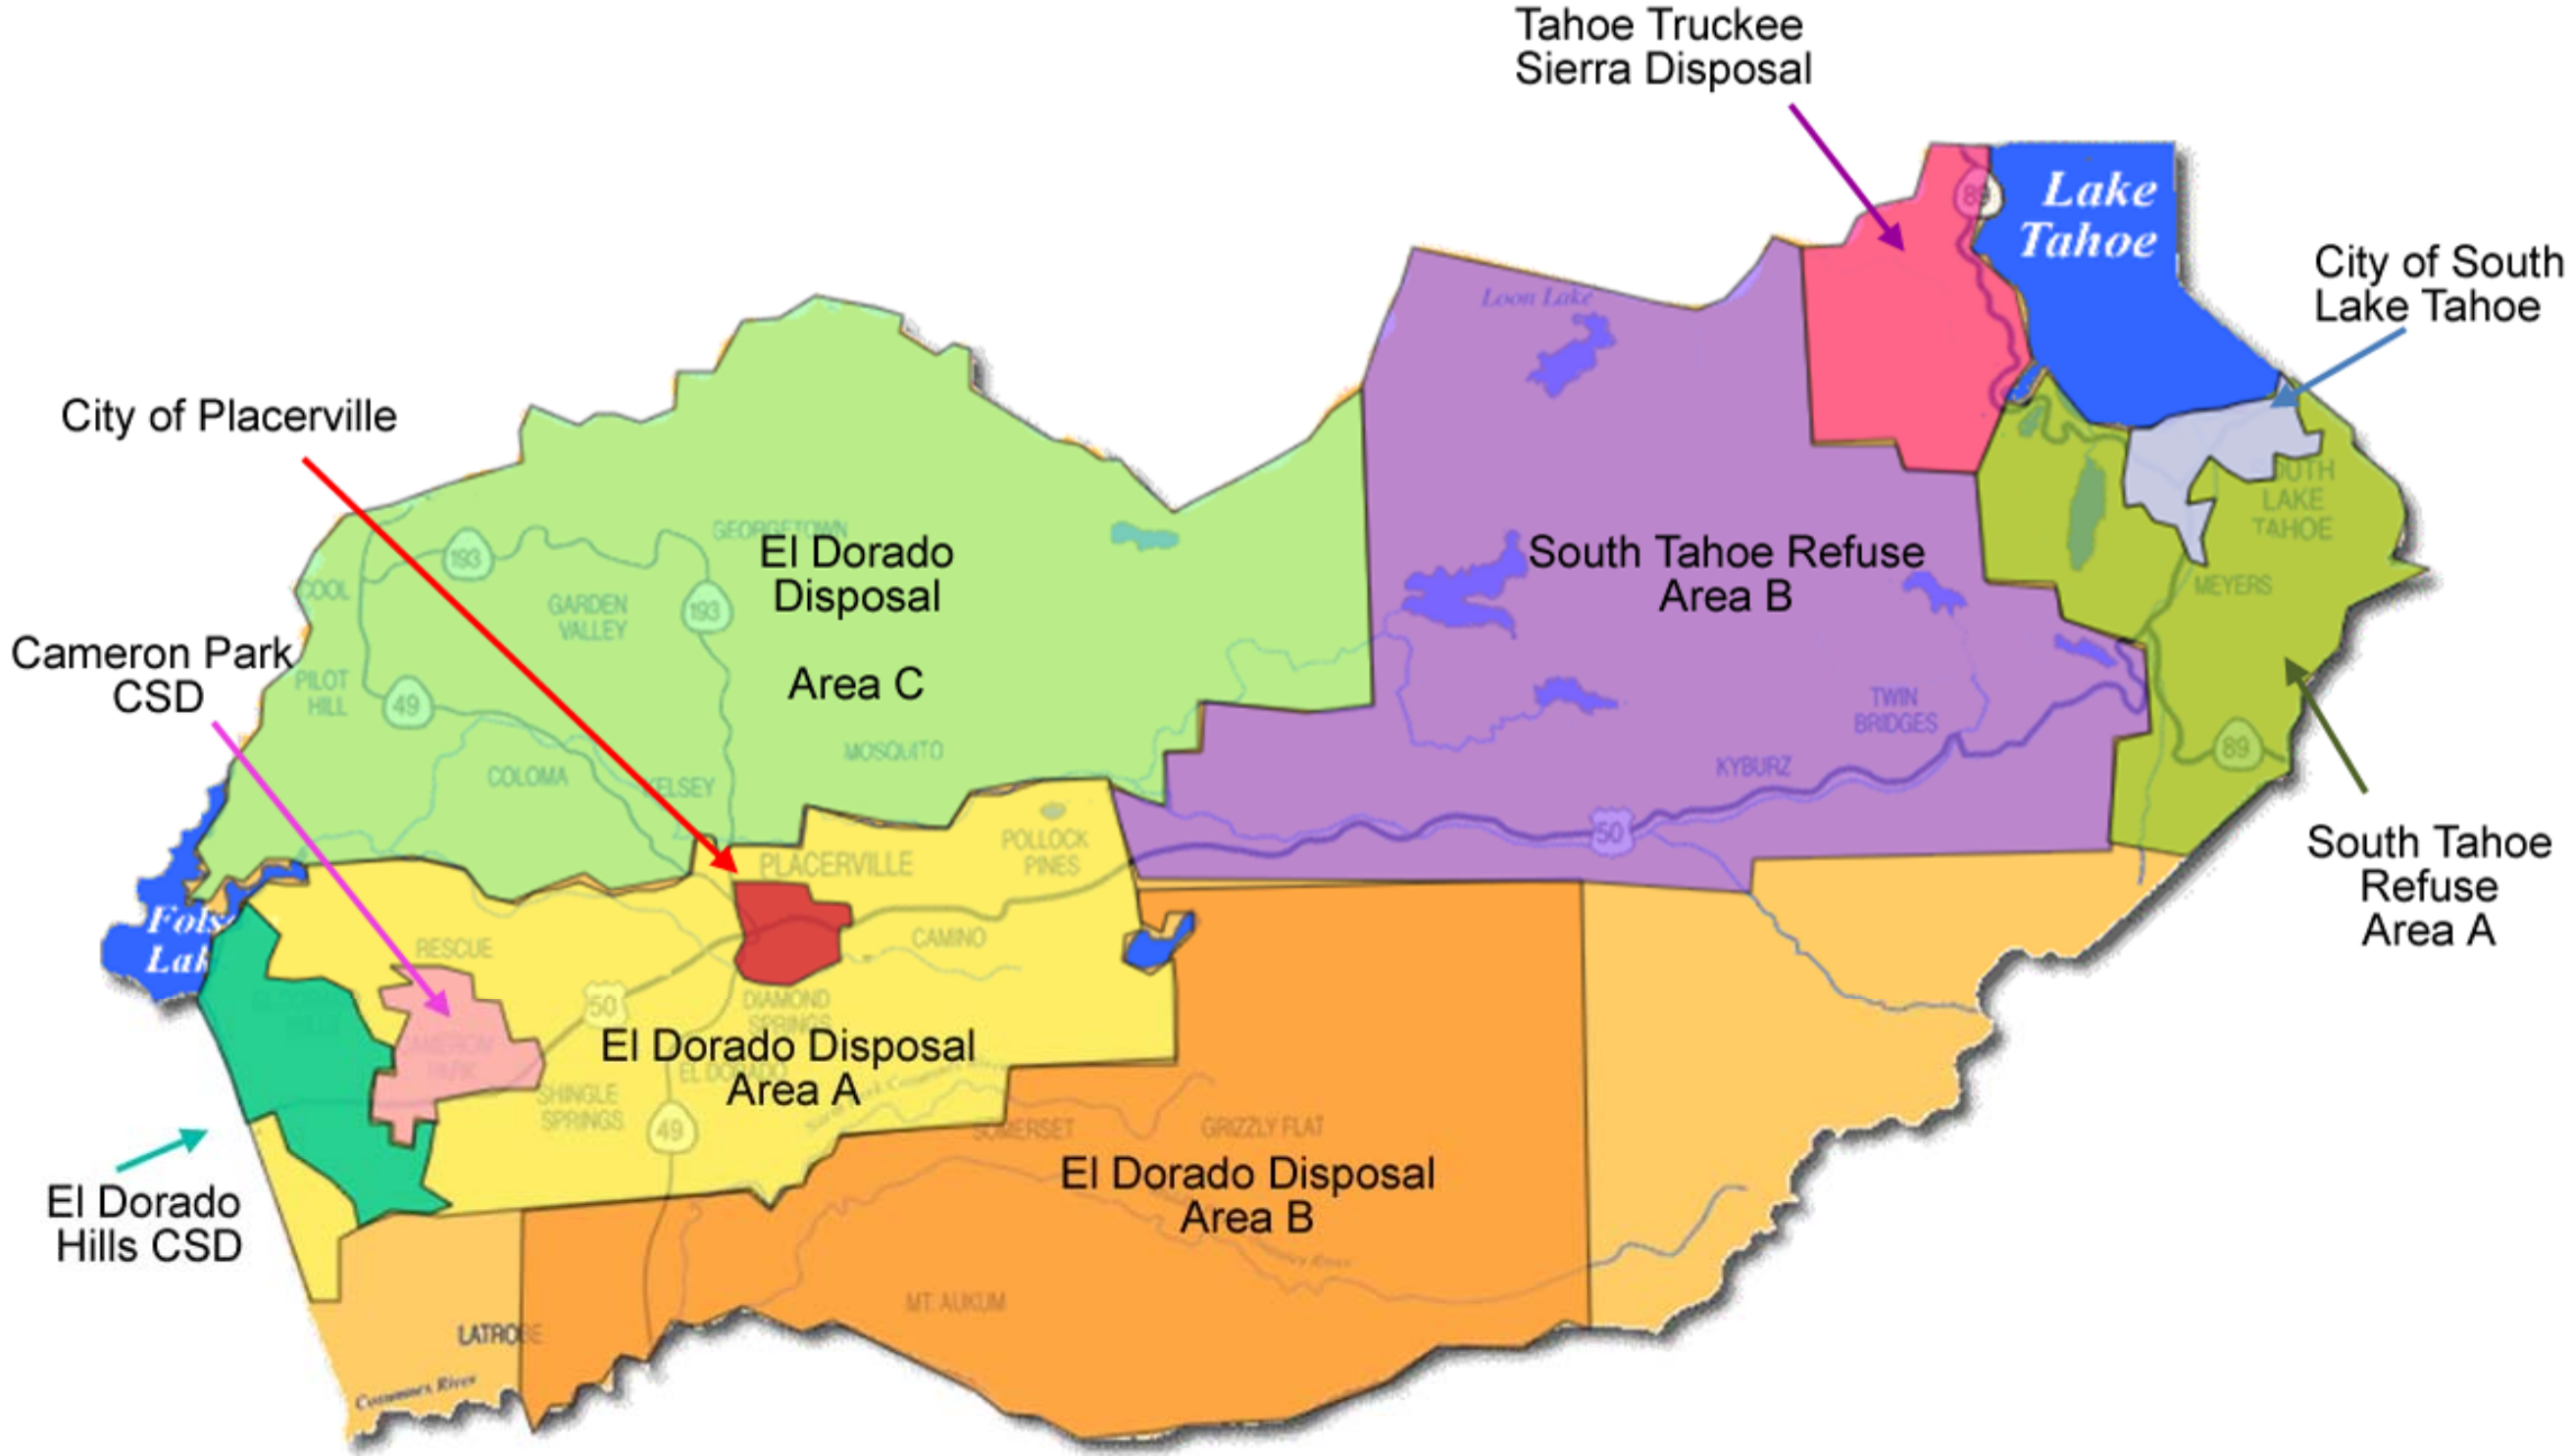 Tahoe Truckee
Sierra Disposal
89
Lake
Tahoe
City of South
Lake Tahoe
Loon Lake
City of Placerville
193
GEORGETOWN
El Dorado
Disposal
Area C
South Tahoe Refuse
Area B
LAKE
TAHOE
MEYERS
COOL
GARDEN
VALLEY
193
Cameron Park
CSD
PILOT
HILL
49
TWIN
BRIDGES
MOSQUITO
COLOMA
KELSEY
KYBURZ
89
50
South Tahoe
Refuse
Area A
PLACERVILLE
POLLOCK
PINES
RESCUE
CAMINO
50
DIAMOND
SPRINGS
CAMERON
PARK
El Dorado Disposal
Area A
EL DORADO
SHINGLE
SPRINGS
49
SOMERSET
GRIZZLY FLAT
El Dorado Disposal
Area B
El Dorado
Hills CSD
MT. AUKUM
LATROBE
Cosumnes River